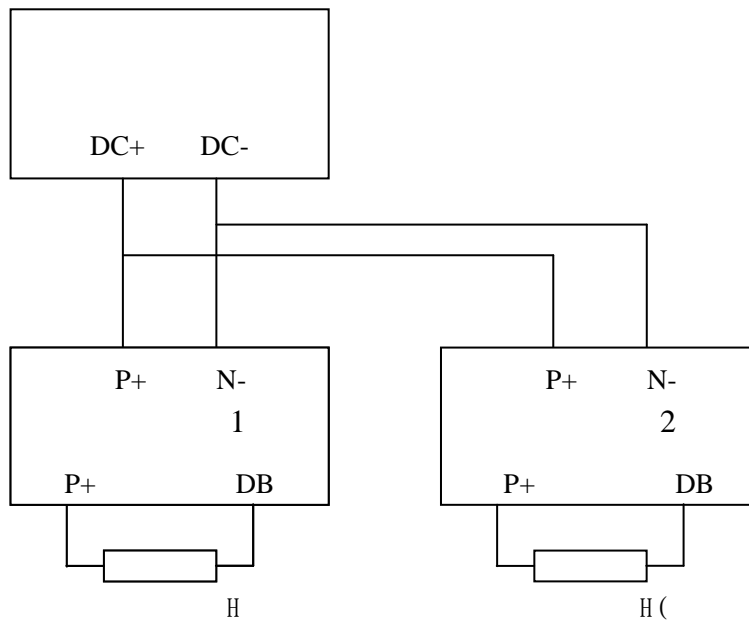 DC+ DC-
P+ N-
1
P+ DB
H
P+ N-
2
P+ DB
H (